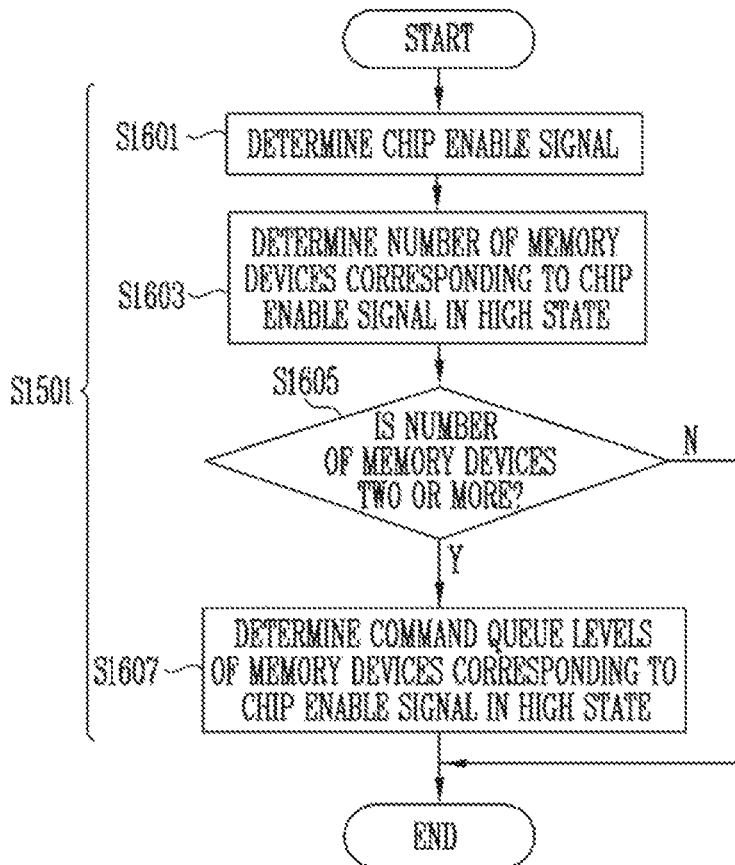 START
S1601
DETERMINE CHIP ENABLE SIGNAL
S1603
DETERMINE NUMBER OF MEMORY
DEVICES CORRESPONDING TO CHIP
ENABLE SIGNAL IN HIGH STATE
S1501
S1605
IS NUMBER
OF MEMORY DEVICES
TWO OR MORE?
N
Y
S1607
DETERMINE COMMAND QUEUE LEVELS
OF MEMORY DEVICES CORRESPONDING TO
CHIP ENABLE SIGNAL IN HIGH STATE
END